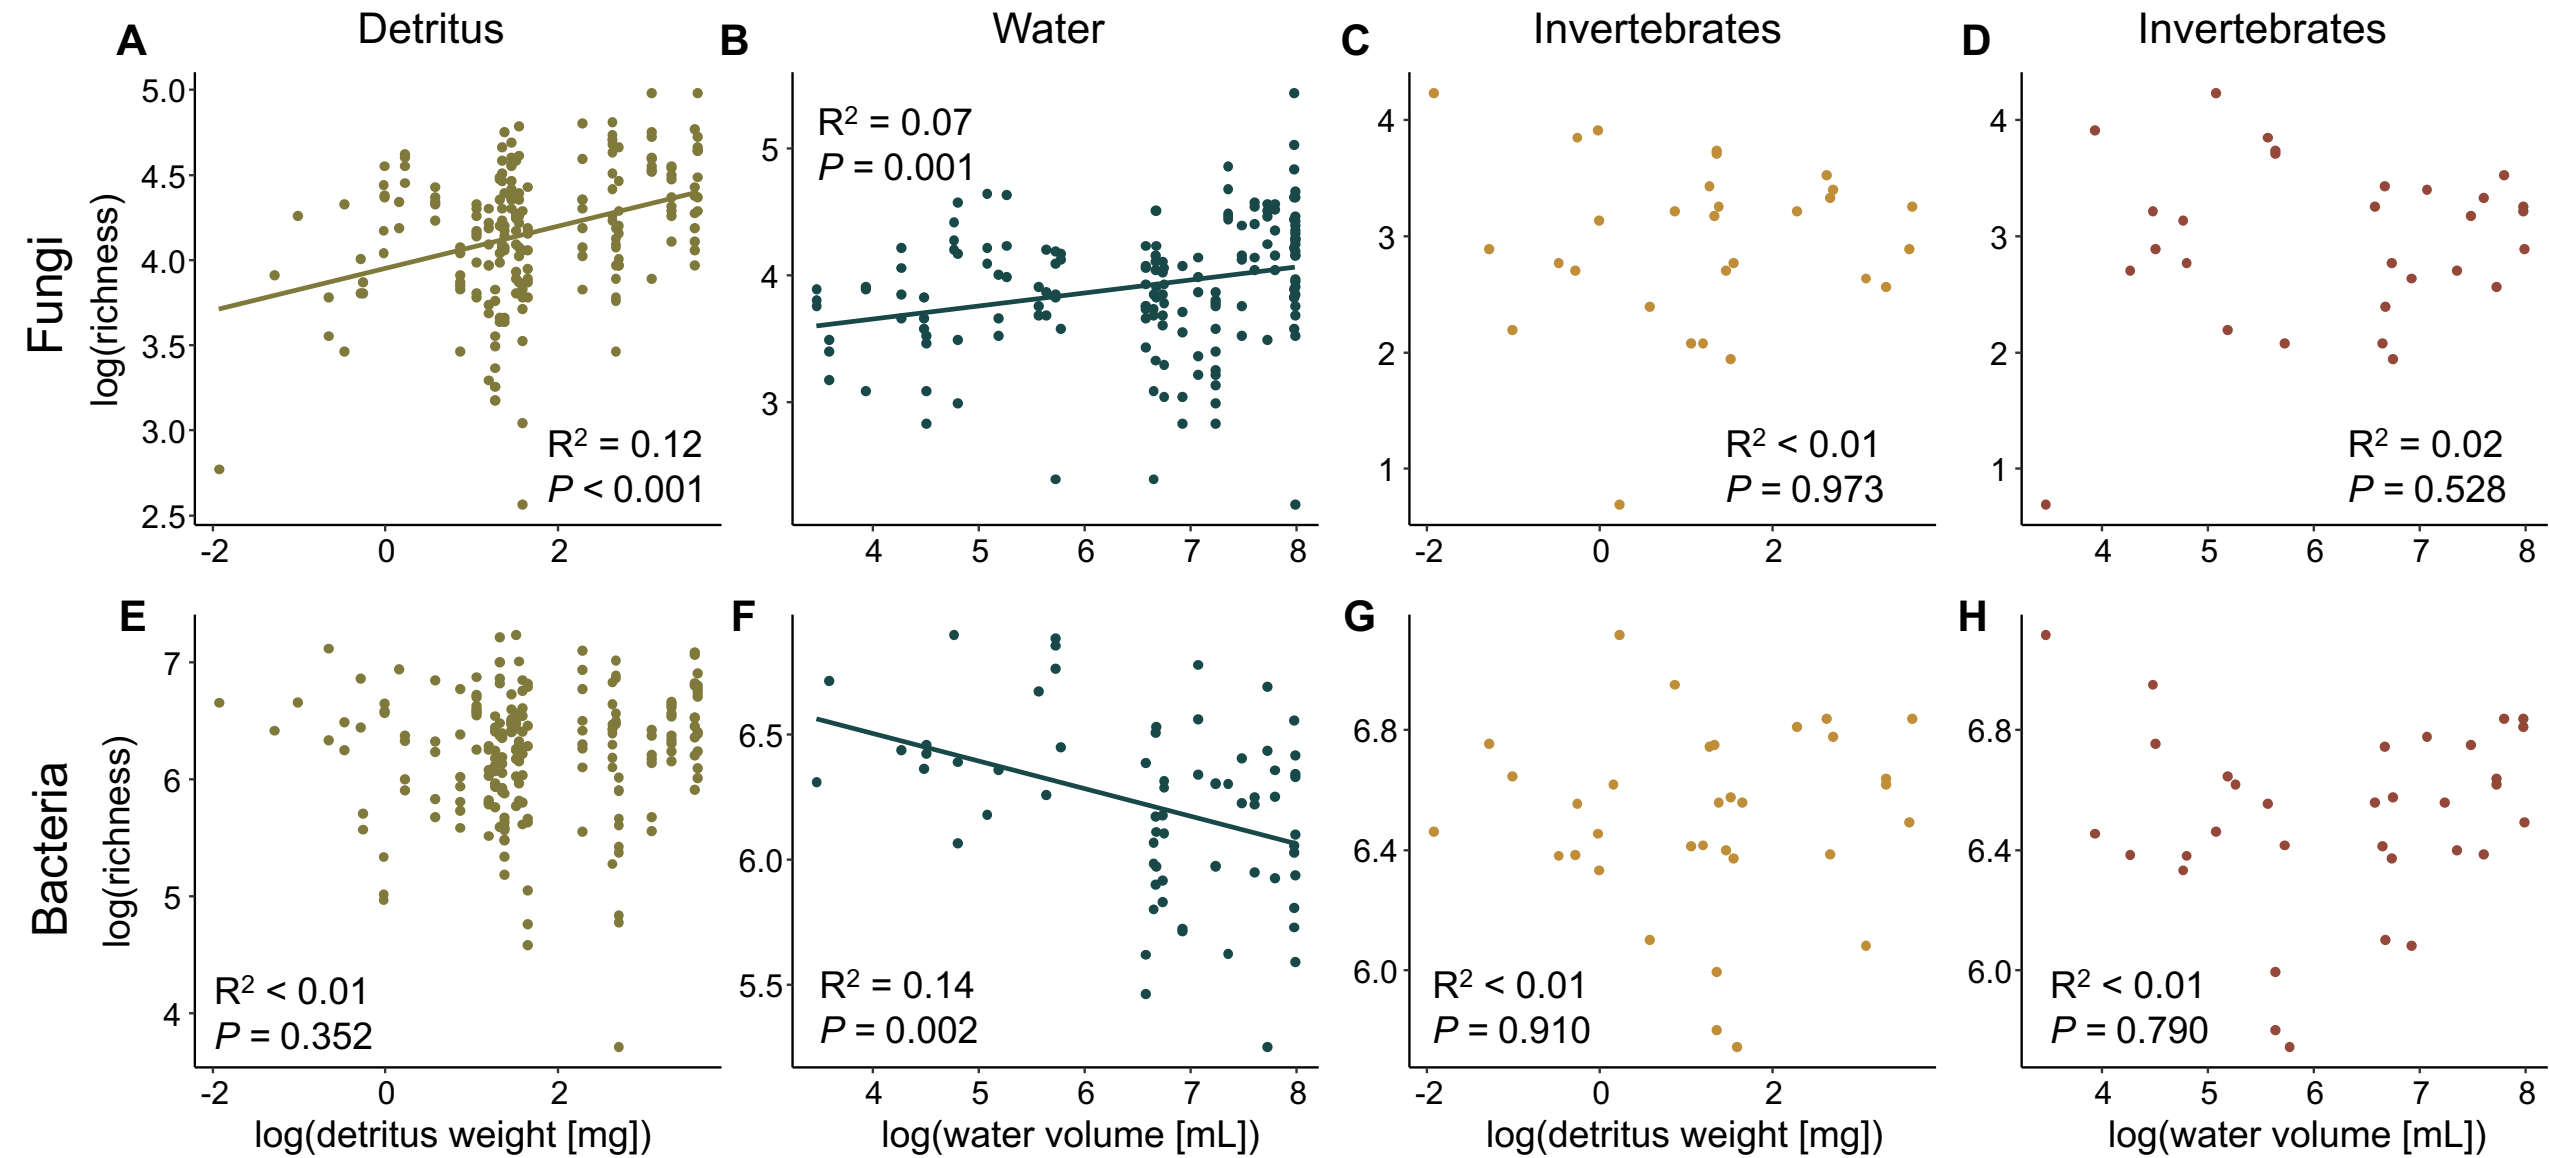 A Detritus B Water C Invertebrates D Invertebrates
Fungi
log(richness)
5.0
4.5
4.0
3.5
3.0
2.5
-2 0 2
R² = 0.12
P < 0.001
5
4
3
4 5 6 7 8
R² = 0.07
P = 0.001
4
3
2
1
-2 0 2
R² < 0.01
P = 0.973
4
3
2
1
4 5 6 7 8
R² = 0.02
P = 0.528
E F G H
Bacteria
log(richness)
7
6
5
4
R² < 0.01
P = 0.352
-2 0 2
log(detritus weight [mg])
6.5
6.0
5.5
R² = 0.14
P = 0.002
4 5 6 7 8
log(water volume [mL])
6.8
6.4
6.0
R² < 0.01
P = 0.910
-2 0 2
log(detritus weight [mg])
6.8
6.4
6.0
R² < 0.01
P = 0.790
4 5 6 7 8
log(water volume [mL])